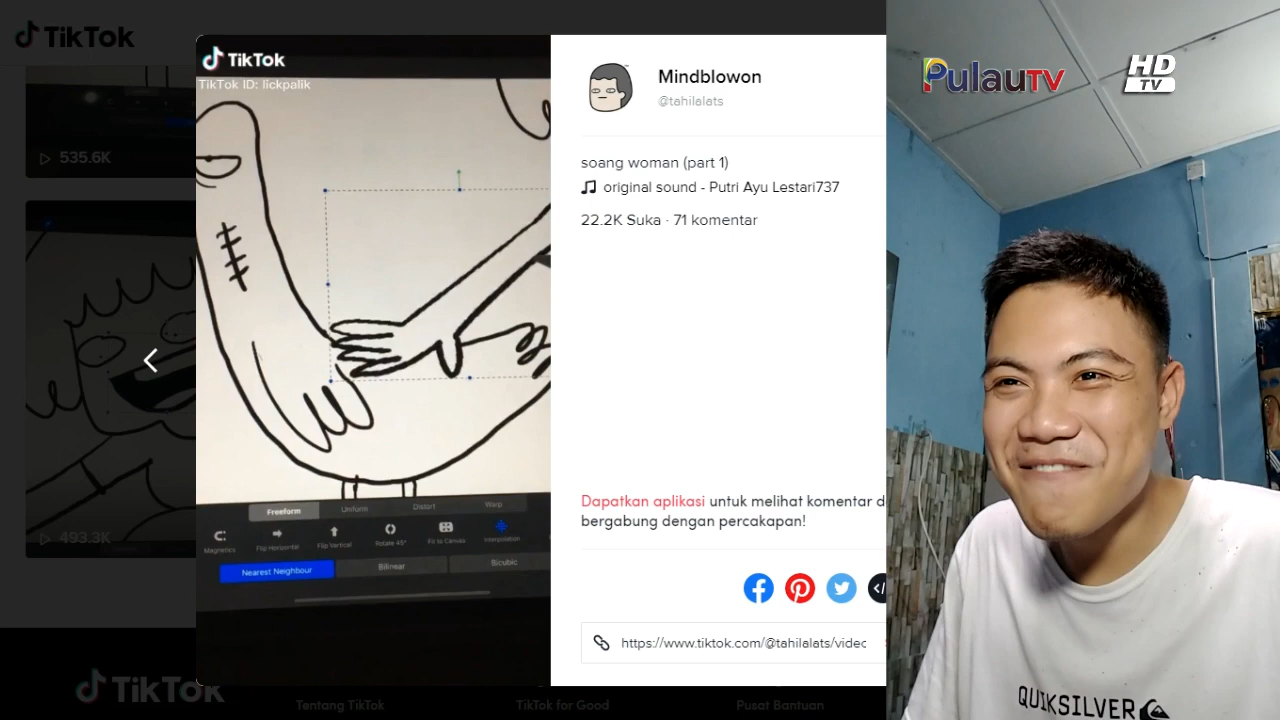 TikTok
535.6K
493.3K
TikTok
TikTok ID: lickpalik
Freeform
Uniform
Distort
Warp
Magnetics
Flip Horizontal
Flip Vertical
Rotate 45°
Fit to Canvas
Interpolation
Nearest Neighbour
Bilinear
Bicubic
Mindblowon
@tahilalats
soang woman (part 1)
original sound - Putri Ayu Lestari737
22.2K Suka · 71 komentar
Dapatkan aplikasi untuk melihat komentar d
bergabung dengan percakapan!
https://www.tiktok.com/@tahilalats/videc
TikTok
Tentang TikTok
TikTok for Good
Pusat Bantuan
PulauTV
HD
TV
QUIKSILVER